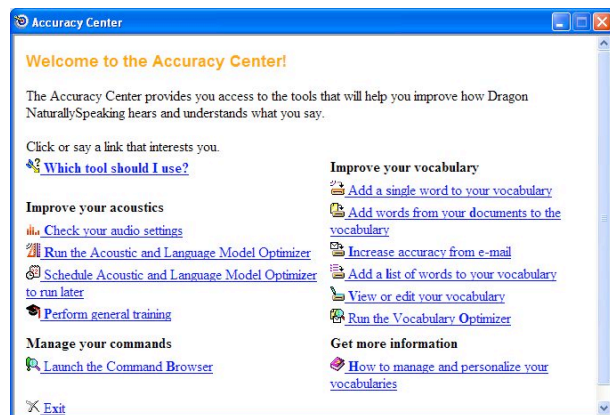 Accuracy Center
Welcome to the Accuracy Center!
The Accuracy Center provides you access to the tools that will help you improve how Dragon
NaturallySpeaking hears and understands what you say.
Click or say a link that interests you.
Which tool should I use?
Improve your acoustics
Check your audio settings
Run the Acoustic and Language Model Optimizer
Schedule Acoustic and Language Model Optimizer
to run later
Perform general training
Manage your commands
Launch the Command Browser
Exit
Improve your vocabulary
Add a single word to your vocabulary
Add words from your documents to the
vocabulary
Increase accuracy from e-mail
Add a list of words to your vocabulary
View or edit your vocabulary
Run the Vocabulary Optimizer
Get more information
How to manage and personalize your
vocabularies